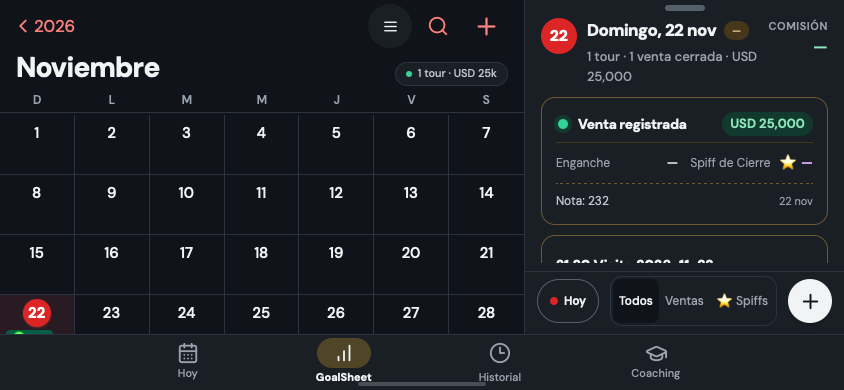 2026
Noviembre
1 tour · USD 25k
D L M M J V S
1 2 3 4 5 6 7
8 9 10 11 12 13 14
15 16 17 18 19 20 21
22 23 24 25 26 27 28
22 Domingo, 22 nov –
COMISIÓN
–
1 tour · 1 venta cerrada · USD
25,000
Venta registrada USD 25,000
Enganche – Spiff de Cierre ⭐ –
Nota: 232 22 nov
Hoy Todos Ventas ⭐ Spiffs +
Hoy GoalSheet Historial Coaching